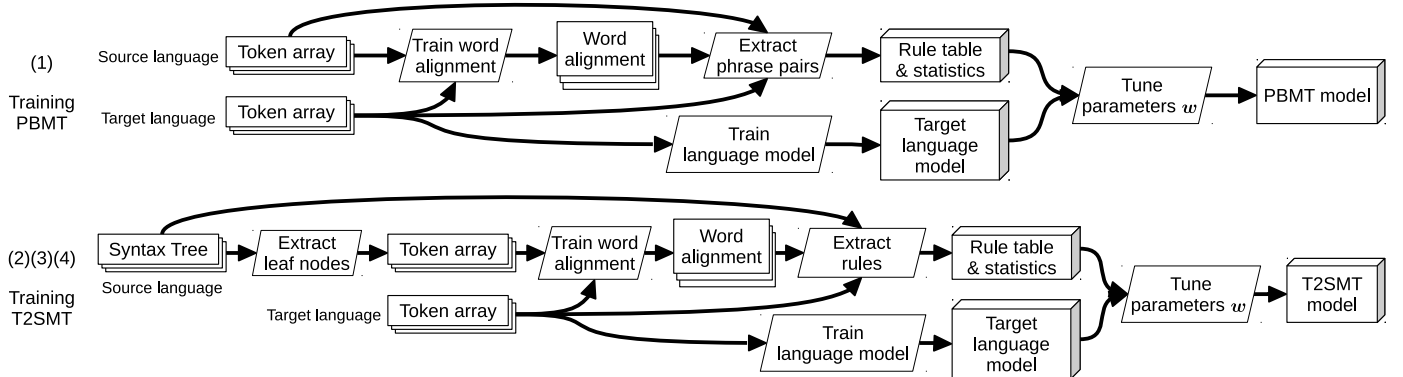 (1)
Training
PBMT
Source language
Token array
Train word
alignment
Word
alignment
Extract
phrase pairs
Rule table
& statistics
Target language
Token array
Train
language model
Target
language
model
Tune
parameters w
PBMT model
(2)(3)(4)
Training
T2SMT
Syntax Tree
Source language
Extract
leaf nodes
Token array
Train word
alignment
Word
alignment
Extract
rules
Rule table
& statistics
Target language
Token array
Train
language model
Target
language
model
Tune
parameters w
T2SMT
model